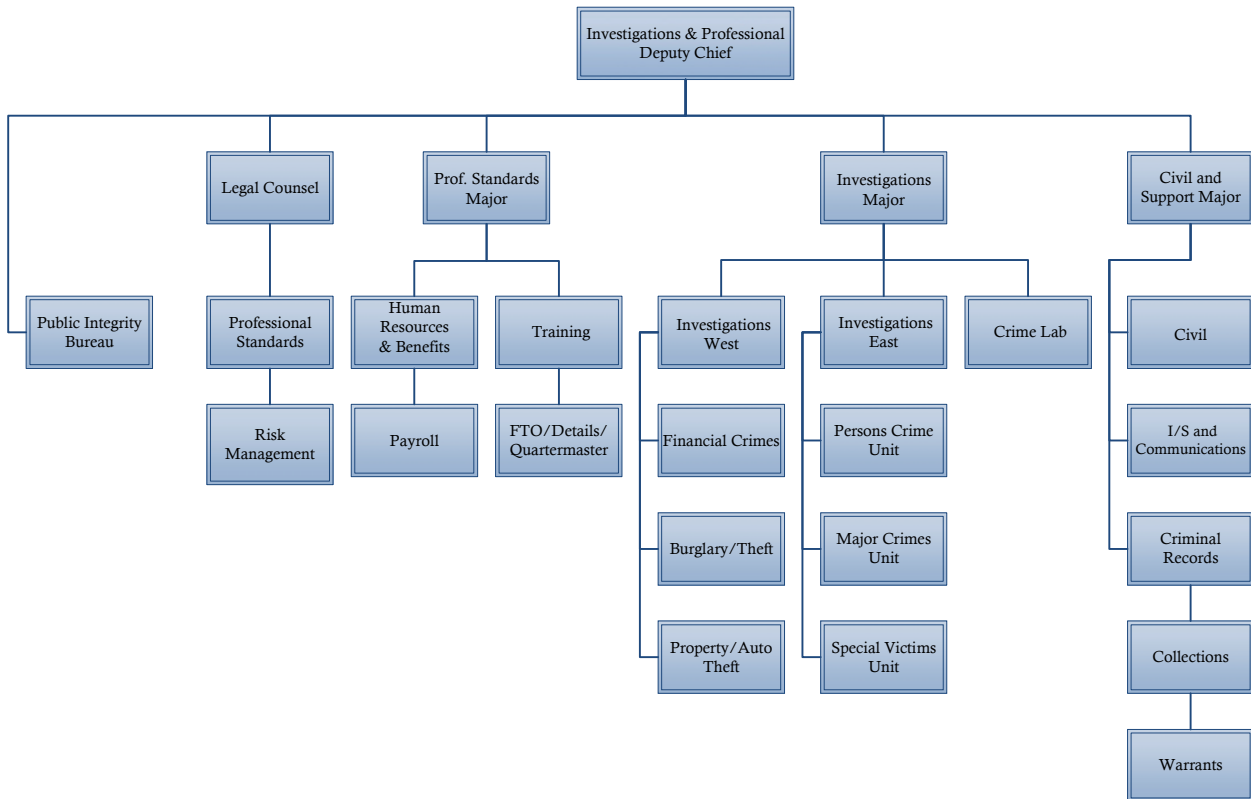 Investigations & Professional
Deputy Chief
Legal Counsel
Prof. Standards
Major
Investigations
Major
Civil and
Support Major
Public Integrity
Bureau
Professional
Standards
Human
Resources
& Benefits
Training
Investigations
West
Investigations
East
Crime Lab
Civil
Risk
Management
Payroll
FTO/Details/
Quartermaster
Financial Crimes
Persons Crime
Unit
I/S and
Communications
Burglary/Theft
Major Crimes
Unit
Criminal
Records
Property/Auto
Theft
Special Victims
Unit
Collections
Warrants